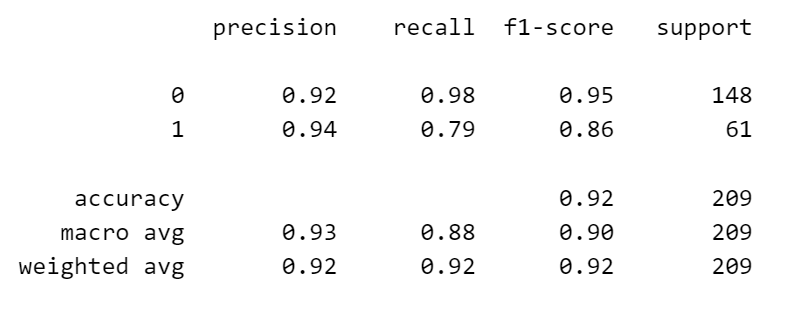 precision recall f1-score support
0 0.92 0.98 0.95 148
1 0.94 0.79 0.86 61
accuracy 0.92 209
macro avg 0.93 0.88 0.90 209
weighted avg 0.92 0.92 0.92 209